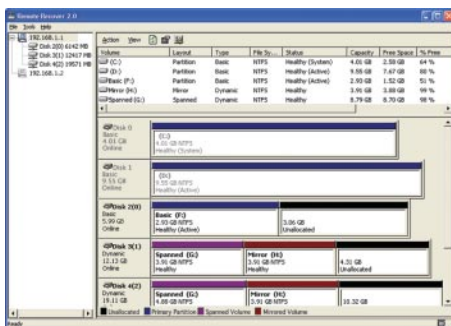 Remote Recover 2.0
File Tools Help
192.168.1.1
Disk 2(0) 6142 MB
Disk 3(1) 12417 MB
Disk 4(2) 19571 MB
192.168.1.2
Action View
Volume Layout Type File Sy... Status Capacity Free Space % Free
(C:) Partition Basic NTFS Healthy (System) 4.01 GB 2.58 GB 64 %
(D:) Partition Basic NTFS Healthy (Active) 9.55 GB 7.67 GB 80 %
Basic (F:) Partition Basic NTFS Healthy (Active) 2.93 GB 1.52 GB 51 %
Mirror (H:) Mirror Dynamic NTFS Healthy 3.91 GB 3.88 GB 99 %
Spanned (G:) Spanned Dynamic NTFS Healthy 8.79 GB 8.70 GB 98 %
Disk 0
Basic
4.01 GB
Online
(C:)
4.01 GB NTFS
Healthy (System)
Disk 1
Basic
9.55 GB
Online
(D:)
9.55 GB NTFS
Healthy (Active)
Disk 2(0)
Basic
5.99 GB
Online
Basic (F:)
2.93 GB NTFS
Healthy (Active)
3.06 GB
Unallocated
Disk 3(1)
Dynamic
12.13 GB
Online
Spanned (G:)
3.91 GB NTFS
Healthy
Mirror (H:)
3.91 GB NTFS
Healthy
4.31 GB
Unallocated
Disk 4(2)
Dynamic
19.11 GB
Spanned (G:)
4.88 GB NTFS
Mirror (H:)
3.91 GB NTFS
10.32 GB
Unallocated Primary Partition Spanned Volume Mirrored Volume
Ready